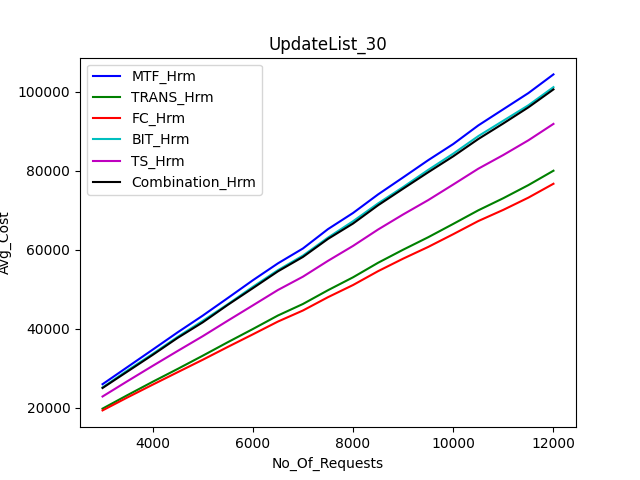 UpdateList_30
MTF_Hrm
TRANS_Hrm
FC_Hrm
BIT_Hrm
TS_Hrm
Combination_Hrm
100000
80000
60000
40000
20000
Avg_Cost
4000 6000 8000 10000 12000
No_Of_Requests